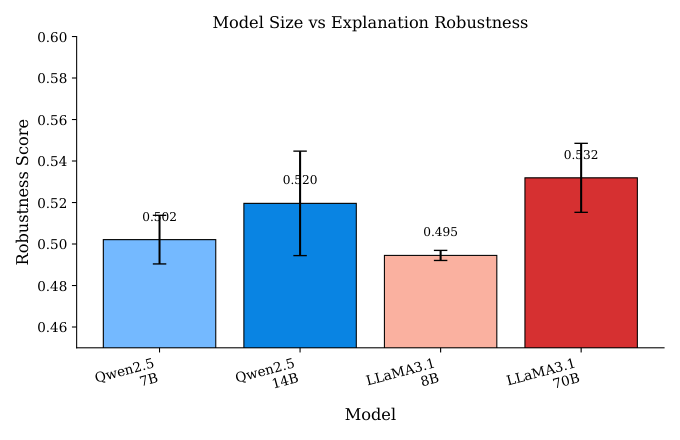 Model Size vs Explanation Robustness
Robustness Score
0.60
0.58
0.56
0.54
0.52
0.50
0.48
0.46
0.502
0.520
0.495
0.532
Qwen2.5
7B
Qwen2.5
14B
LLaMA3.1
8B
LLaMA3.1
70B
Model